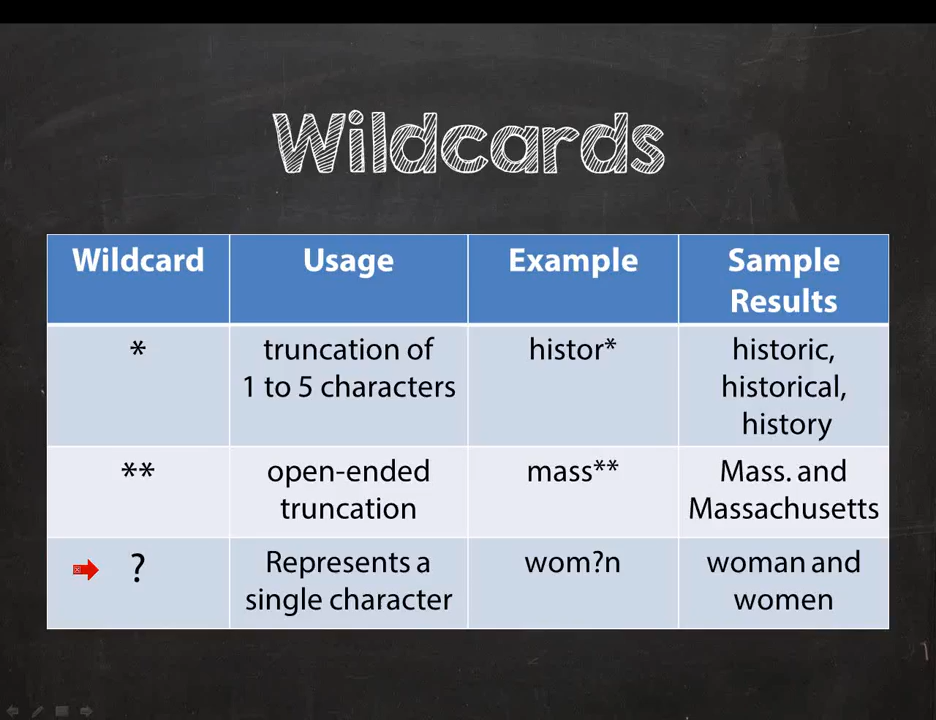 Wildcards
Wildcard
Usage
Example
Sample
Results
*
truncation of
1 to 5 characters
histor*
historic,
historical,
history
**
open-ended
truncation
mass**
Mass. and
Massachusetts
?
Represents a
single character
wom?n
woman and
women